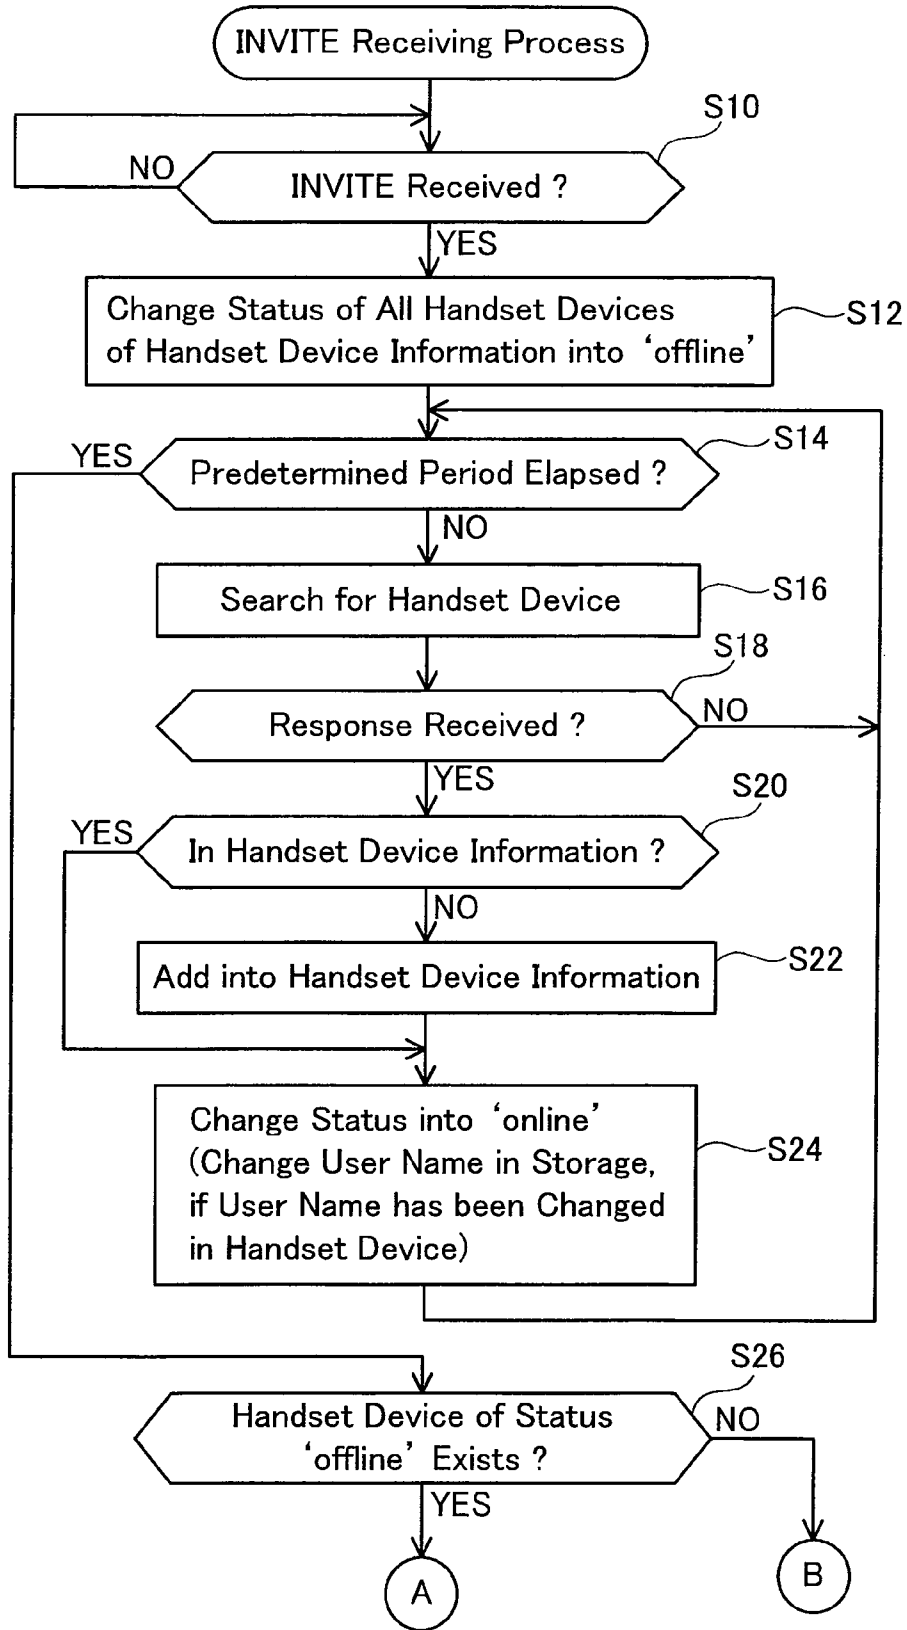 INVITE Receiving Process
S10
NO
INVITE Received ?
YES
Change Status of All Handset Devices
of Handset Device Information into ‘offline’
S12
YES
Predetermined Period Elapsed ?
S14
NO
Search for Handset Device
S16
S18
Response Received ?
NO
YES
S20
YES
In Handset Device Information ?
NO
Add into Handset Device Information
S22
Change Status into ‘online’
(Change User Name in Storage,
if User Name has been Changed
in Handset Device)
S24
S26
Handset Device of Status
‘offline’ Exists ?
NO
YES
A
B